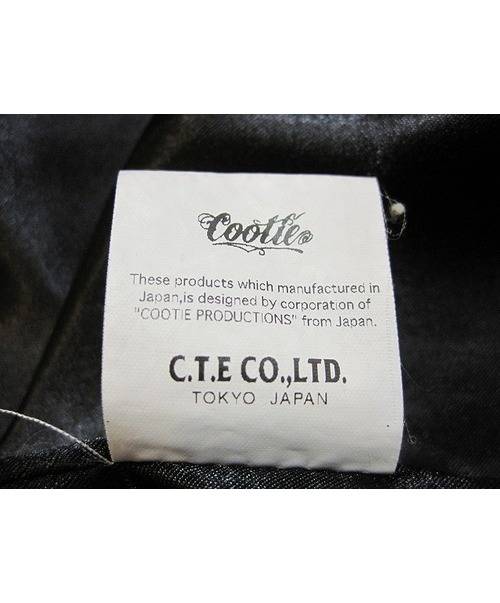 Cootie
These products which manufactured in
Japan,is designed by corporation of
"COOTIE PRODUCTIONS" from Japan.
C.T.E CO.,LTD.
TOKYO JAPAN